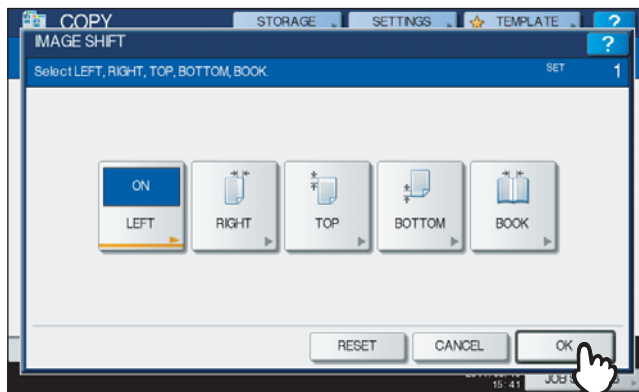 COPY STORAGE SETTINGS TEMPLATE ?
IMAGE SHIFT ?
Select LEFT, RIGHT, TOP, BOTTOM, BOOK. SET 1
ON
LEFT RIGHT TOP BOTTOM BOOK
RESET CANCEL OK
15:41 JOB